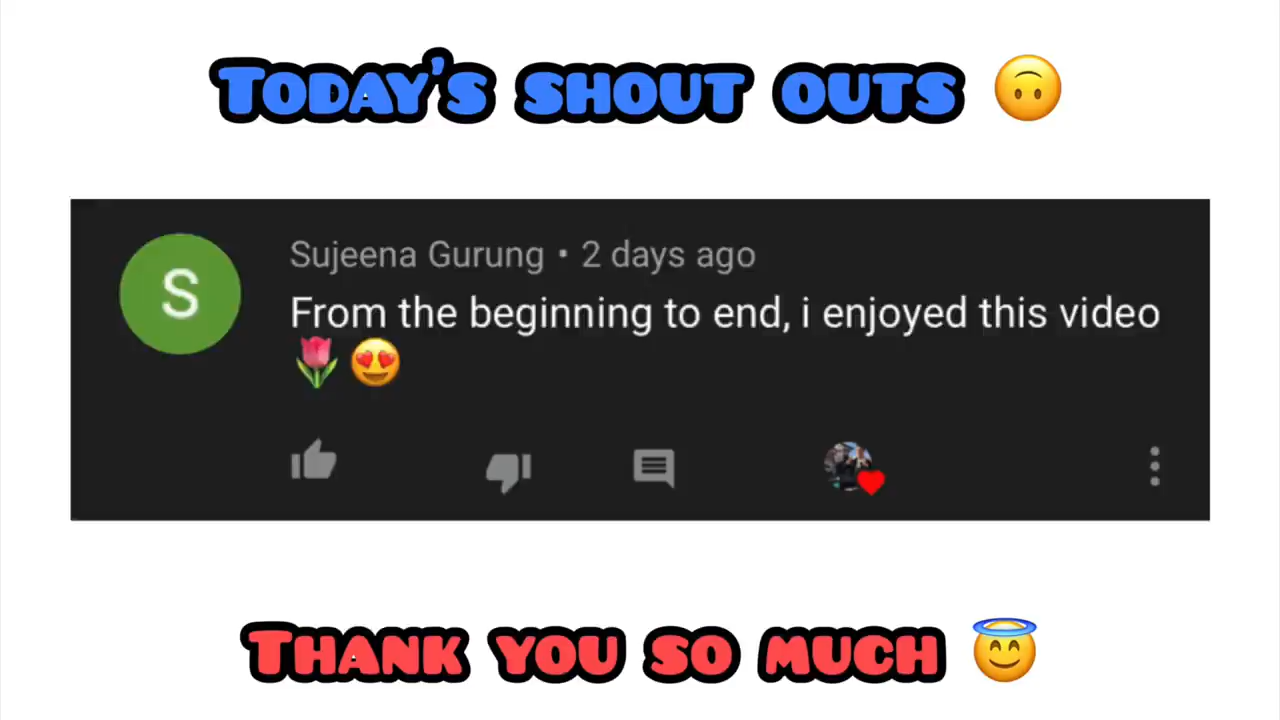 Today's shout outs 🙃
S
Sujeena Gurung • 2 days ago
From the beginning to end, i enjoyed this video
🌷😍
Thank you so much 😇